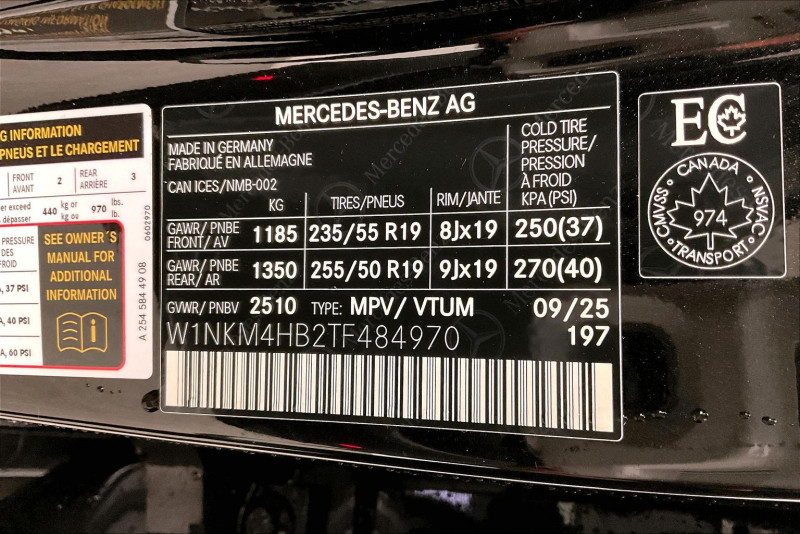 G INFORMATION
PNEUS ET LE CHARGEMENT
FRONT 2 REAR 3
AVANT ARRIÈRE
er exceed 440 kg or 970 lbs.
dépasser kg ou lb.
PRESSURE
DES
FROID
A, 37 PSI
A, 40 PSI
A, 60 PSI
SEE OWNER´S
MANUAL FOR
ADDITIONAL
INFORMATION
0602970
A 254 584 49 08
MERCEDES-BENZ AG
MADE IN GERMANY
FABRIQUÉ EN ALLEMAGNE
CAN ICES/NMB-002
COLD TIRE
PRESSURE/
PRESSION
À FROID
KG TIRES/PNEUS RIM/JANTE KPA (PSI)
GAWR/ PNBE
FRONT/ AV 1185 235/55 R19 8Jx19 250(37)
GAWR/ PNBE
REAR/ AR 1350 255/50 R19 9Jx19 270(40)
GVWR/ PNBV 2510 TYPE: MPV/ VTUM 09/25
W1NKM4HB2TF484970 197
EC
CANADA
CMVSS NSVAC
974
TRANSPORT